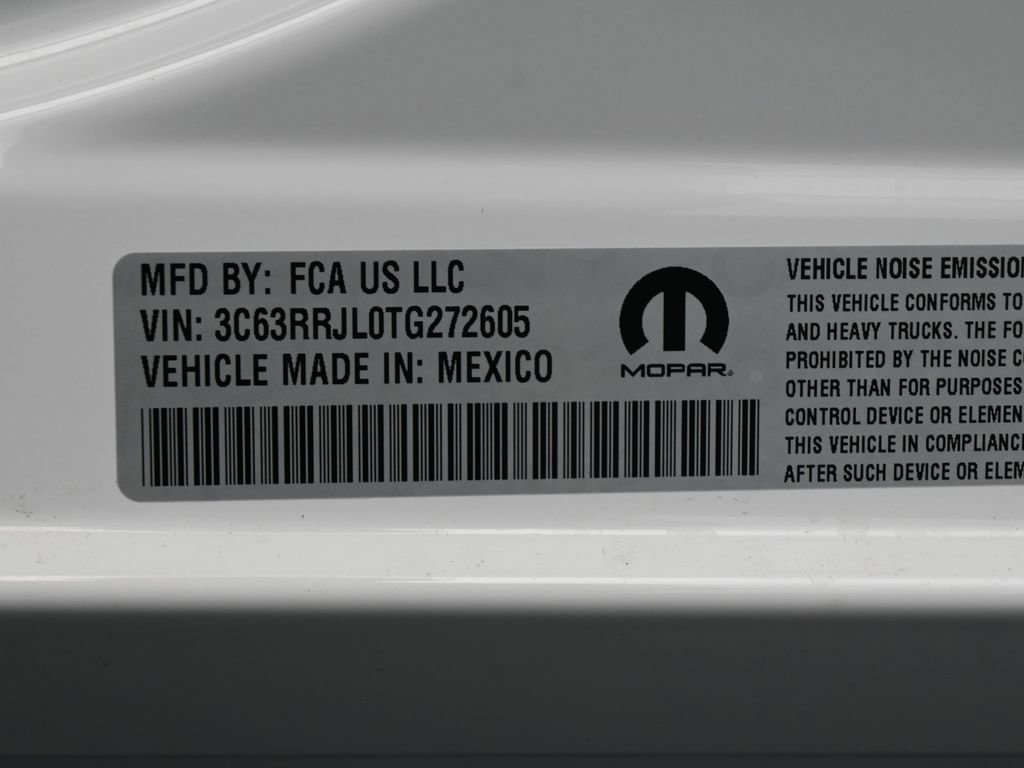 MFD BY: FCA US LLC
VIN: 3C63RRJL0TG272605
VEHICLE MADE IN: MEXICO
MOPAR®
VEHICLE NOISE EMISSION
THIS VEHICLE CONFORMS TO
AND HEAVY TRUCKS. THE FO
PROHIBITED BY THE NOISE C
OTHER THAN FOR PURPOSES
CONTROL DEVICE OR ELEMEN
THIS VEHICLE IN COMPLIANC
AFTER SUCH DEVICE OR ELEM